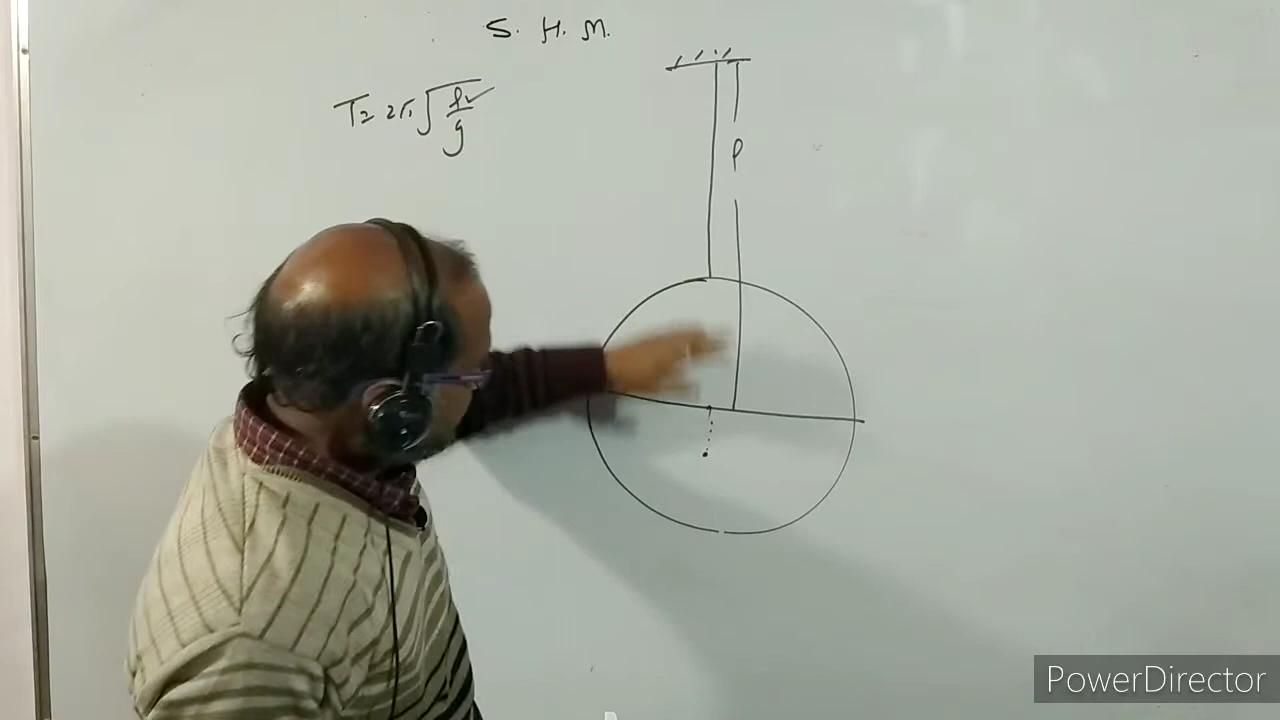 S. H. M.
T = 2π √(l/g)
l
PowerDirector